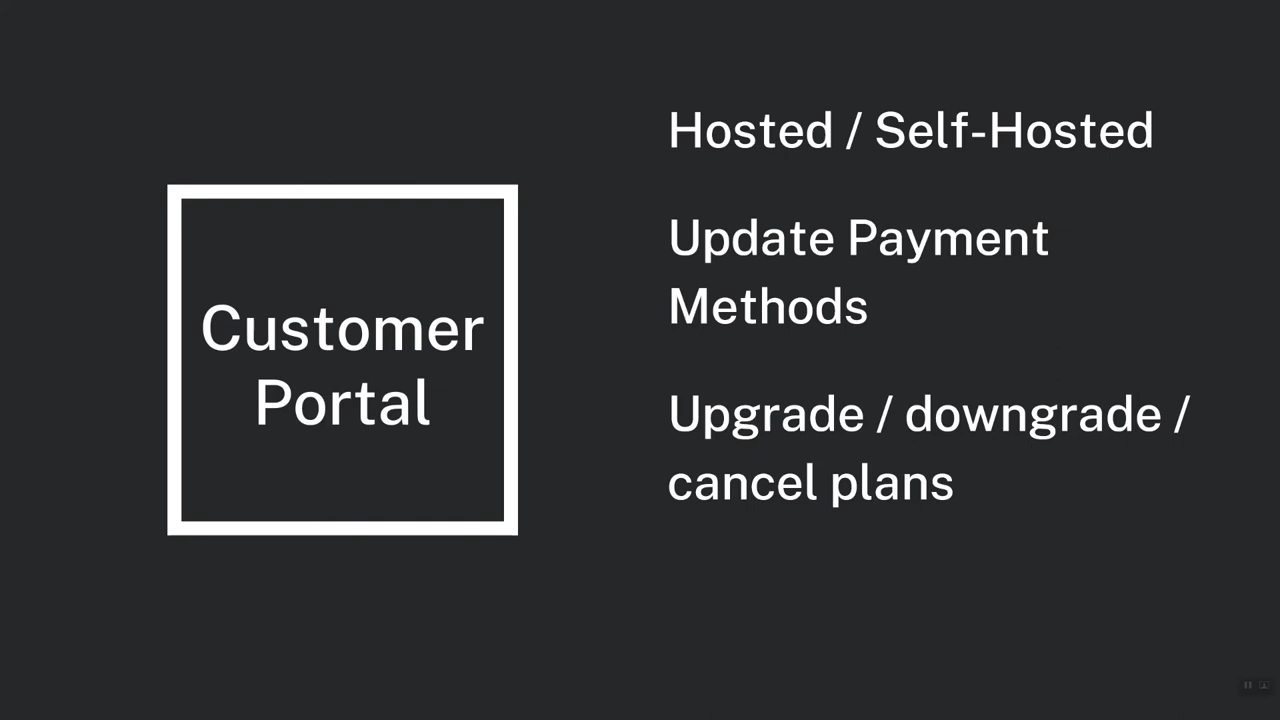 Customer
Portal
Hosted / Self-Hosted
Update Payment
Methods
Upgrade / downgrade /
cancel plans